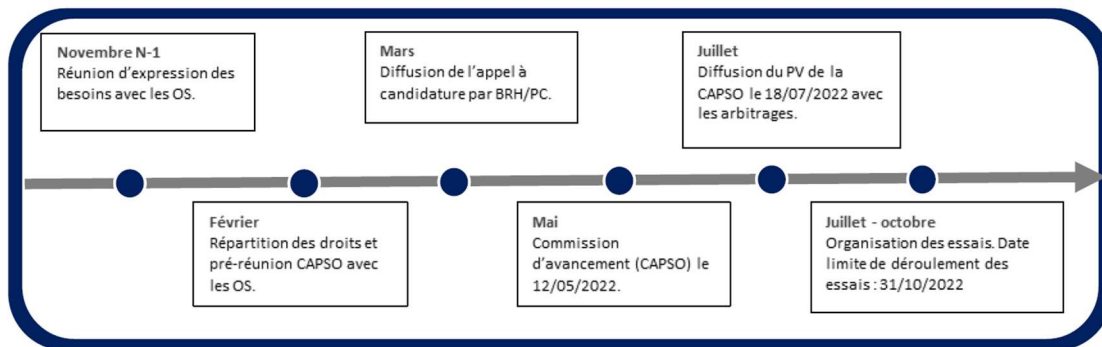 Novembre N-1
Réunion d'expression des
besoins avec les OS.
Février
Répartition des droits et
pré-réunion CAPSO avec
les OS.
Mars
Diffusion de l'appel à
candidature par BRH/PC.
Mai
Commission
d'avancement (CAPSO) le
12/05/2022.
Juillet
Diffusion du PV de la
CAPSO le 18/07/2022 avec
les arbitrages.
Juillet - octobre
Organisation des essais. Date
limite de déroulement des
essais : 31/10/2022